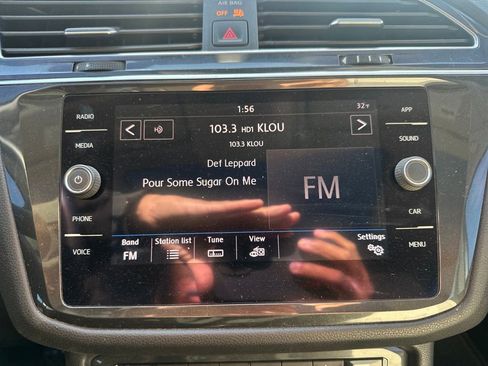 AIR BAG
OFF
RADIO
MEDIA
PHONE
VOICE
1:56
32°F
103.3 HD1 KLOU
103.3 KLOU
Def Leppard
Pour Some Sugar On Me
FM
Band
FM
Station list
Tune
View
Settings
APP
SOUND
CAR
MENU